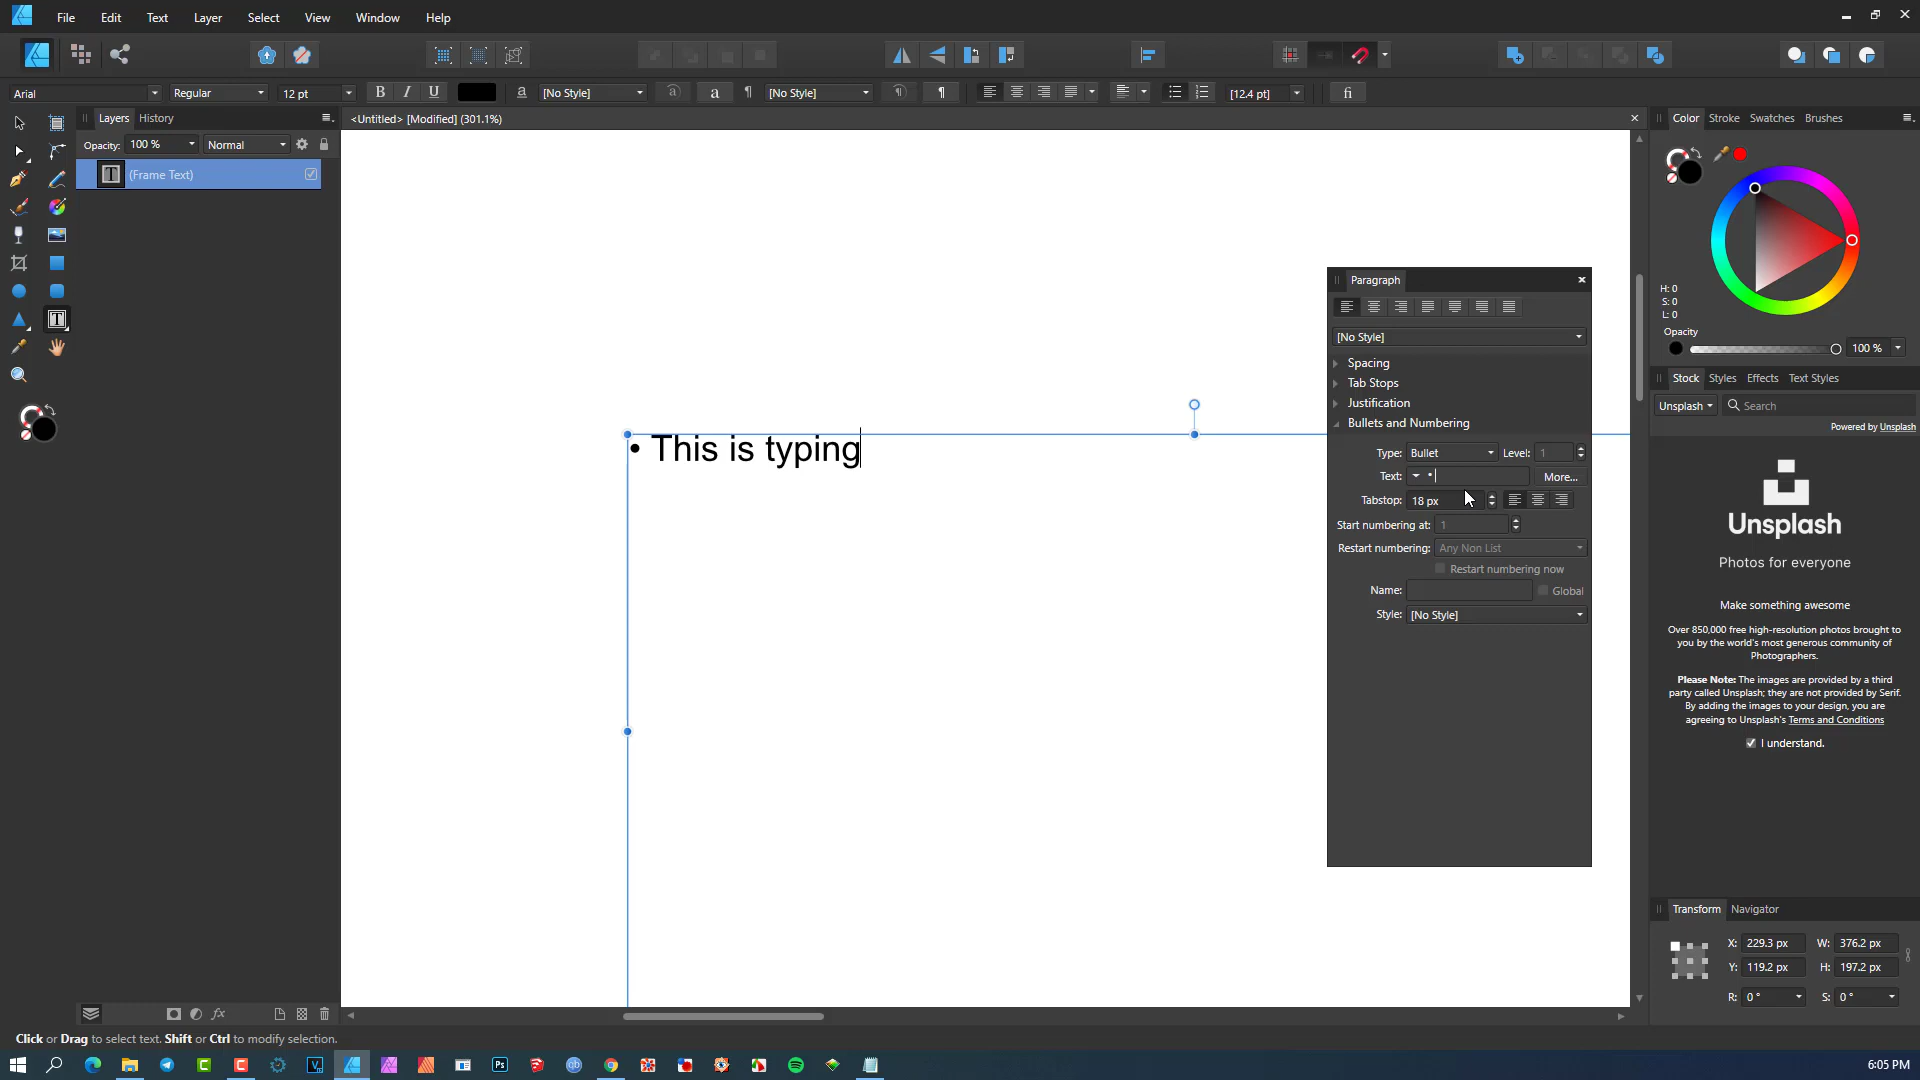 File Edit Text Layer Select View Window Help
Arial Regular 12 pt B I U a [No Style] a a ¶ [No Style] ¶ ¶ [12.4 pt] fi
Layers History
<Untitled> [Modified] (301.1%)
Opacity: 100 % Normal
T (Frame Text)
• This is typing
Paragraph
[No Style]
Spacing
Tab Stops
Justification
Bullets and Numbering
Type: Bullet Level: 1
Text: • More...
Tabstop: 18 px
Start numbering at: 1
Restart numbering: Any Non List
Restart numbering now
Name: Global
Style: [No Style]
Color Stroke Swatches Brushes
H: 0
S: 0
L: 0
Opacity
100 %
Stock Styles Effects Text Styles
Unsplash Search
Powered by Unsplash
Unsplash
Photos for everyone
Make something awesome
Over 850,000 free high-resolution photos brought to
you by the world's most generous community of
Photographers.
Please Note: The images are provided by a third
party called Unsplash; they are not provided by Serif.
By adding the images to your design, you are
agreeing to Unsplash's Terms and Conditions
I understand.
Transform Navigator
X: 229.3 px W: 376.2 px
Y: 119.2 px H: 197.2 px
R: 0 ° S: 0 °
fx
Click or Drag to select text. Shift or Ctrl to modify selection.
Ps
6:05 PM